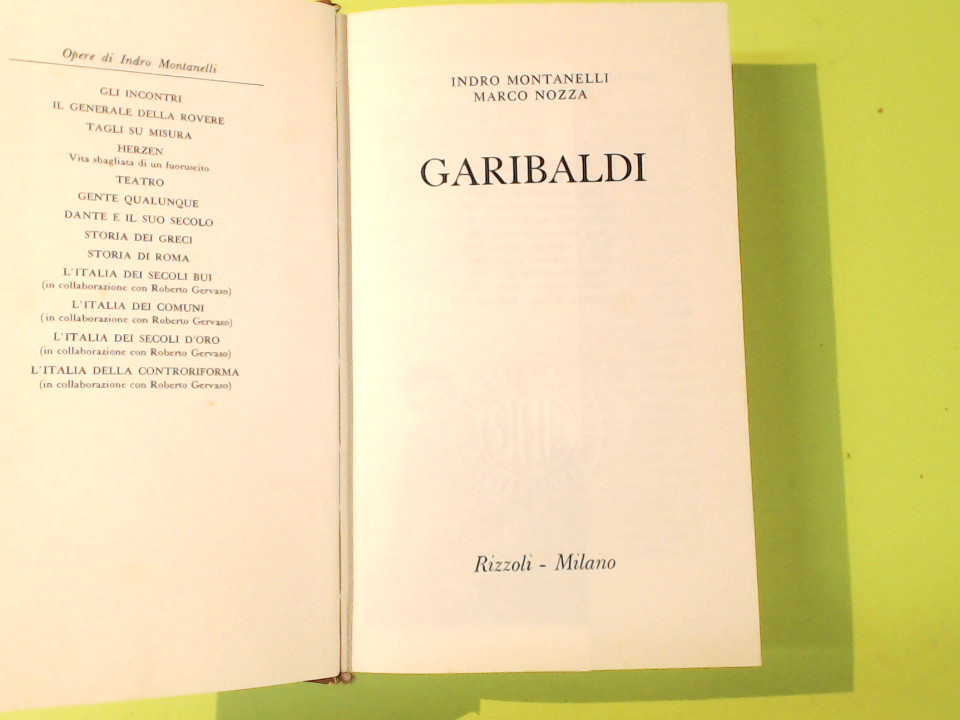 Opere di Indro Montanelli
GLI INCONTRI
IL GENERALE DELLA ROVERE
TAGLI SU MISURA
HERZEN
Vita sbagliata di un fuoruscito
TEATRO
GENTE QUALUNQUE
DANTE E IL SUO SECOLO
STORIA DEI GRECI
STORIA DI ROMA
L'ITALIA DEI SECOLI BUI
(in collaborazione con Roberto Gervaso)
L'ITALIA DEI COMUNI
(in collaborazione con Roberto Gervaso)
L'ITALIA DEI SECOLI D'ORO
(in collaborazione con Roberto Gervaso)
L'ITALIA DELLA CONTRORIFORMA
(in collaborazione con Roberto Gervaso)
INDRO MONTANELLI
MARCO NOZZA
GARIBALDI
Rizzoli - Milano